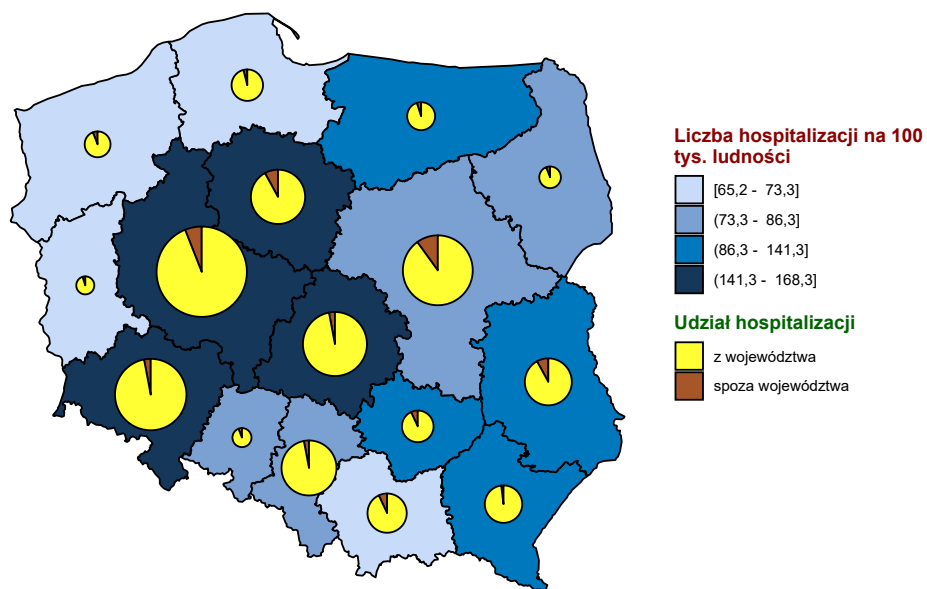 Liczba hospitalizacji na 100
tys. ludności
[65,2 - 73,3]
(73,3 - 86,3]
(86,3 - 141,3]
(141,3 - 168,3]
Udział hospitalizacji
z województwa
spoza województwa